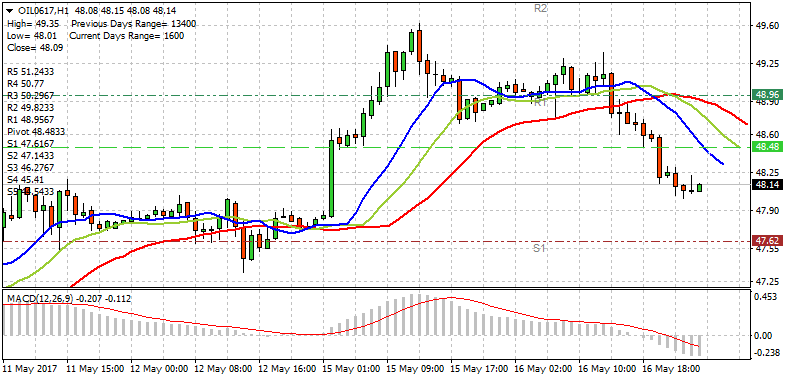 OIL0617,H1 48.08 48.15 48.08 48.14
High= 49.35 Previous Days Range= 13400
Low= 48.01 Current Days Range= 1600
Close= 48.09
R5 51.2433
R4 50.77
R3 50.2967
R2 49.8233
R1 48.9567
Pivot 48.4833
S1 47.6167
S2 47.1433
S3 46.2767
S4 45.41
R2
R1
S1
49.60
49.25
48.96
48.90
48.60
48.48
48.25
48.14
47.90
47.62
47.55
47.25
MACD(12,26,9) -0.207 -0.112
0.453
0.00
-0.238
11 May 2017 11 May 15:00 12 May 00:00 12 May 08:00 12 May 16:00 15 May 01:00 15 May 09:00 15 May 17:00 16 May 02:00 16 May 10:00 16 May 18:00